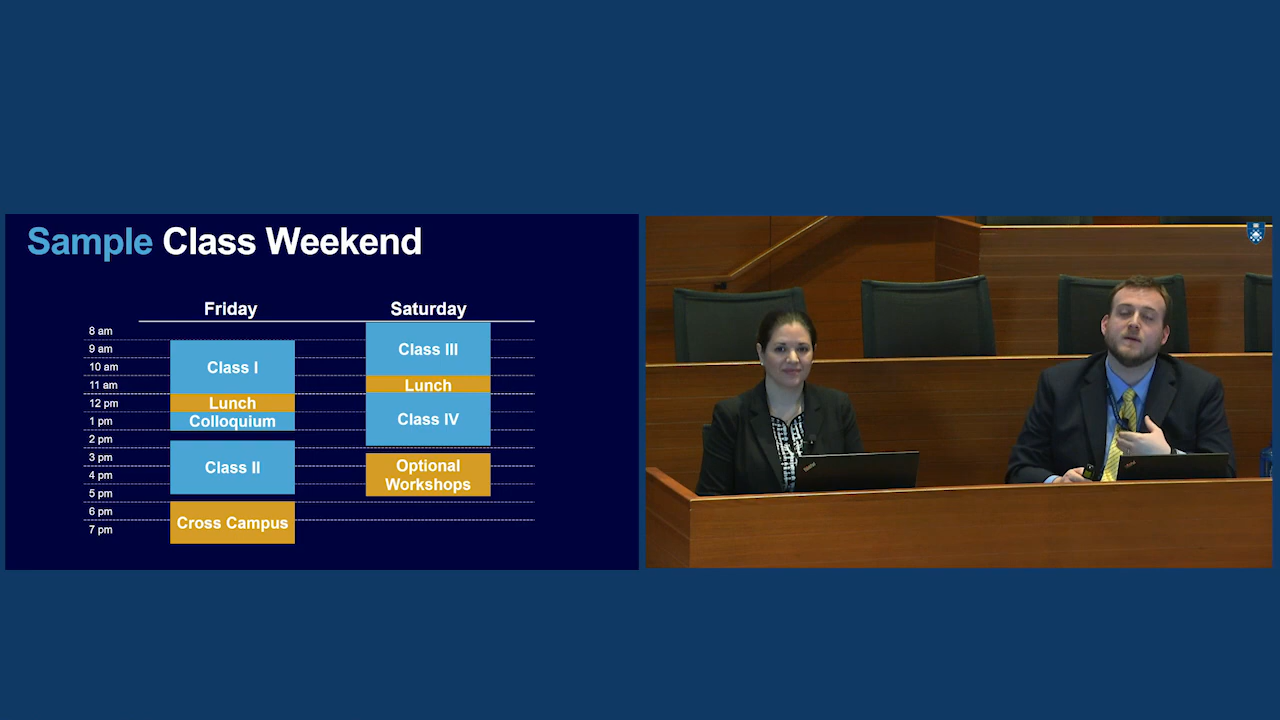 Sample Class Weekend
Friday
Saturday
8 am
9 am
10 am
11 am
12 pm
1 pm
2 pm
3 pm
4 pm
5 pm
6 pm
7 pm
Class I
Lunch
Colloquium
Class II
Cross Campus
Class III
Lunch
Class IV
Optional
Workshops